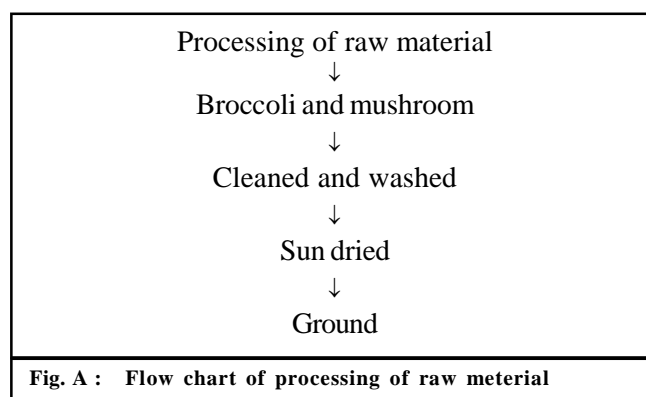 Processing of raw material
↓
Broccoli and mushroom
↓
Cleaned and washed
↓
Sun dried
↓
Ground
Fig. A : Flow chart of processing of raw meterial